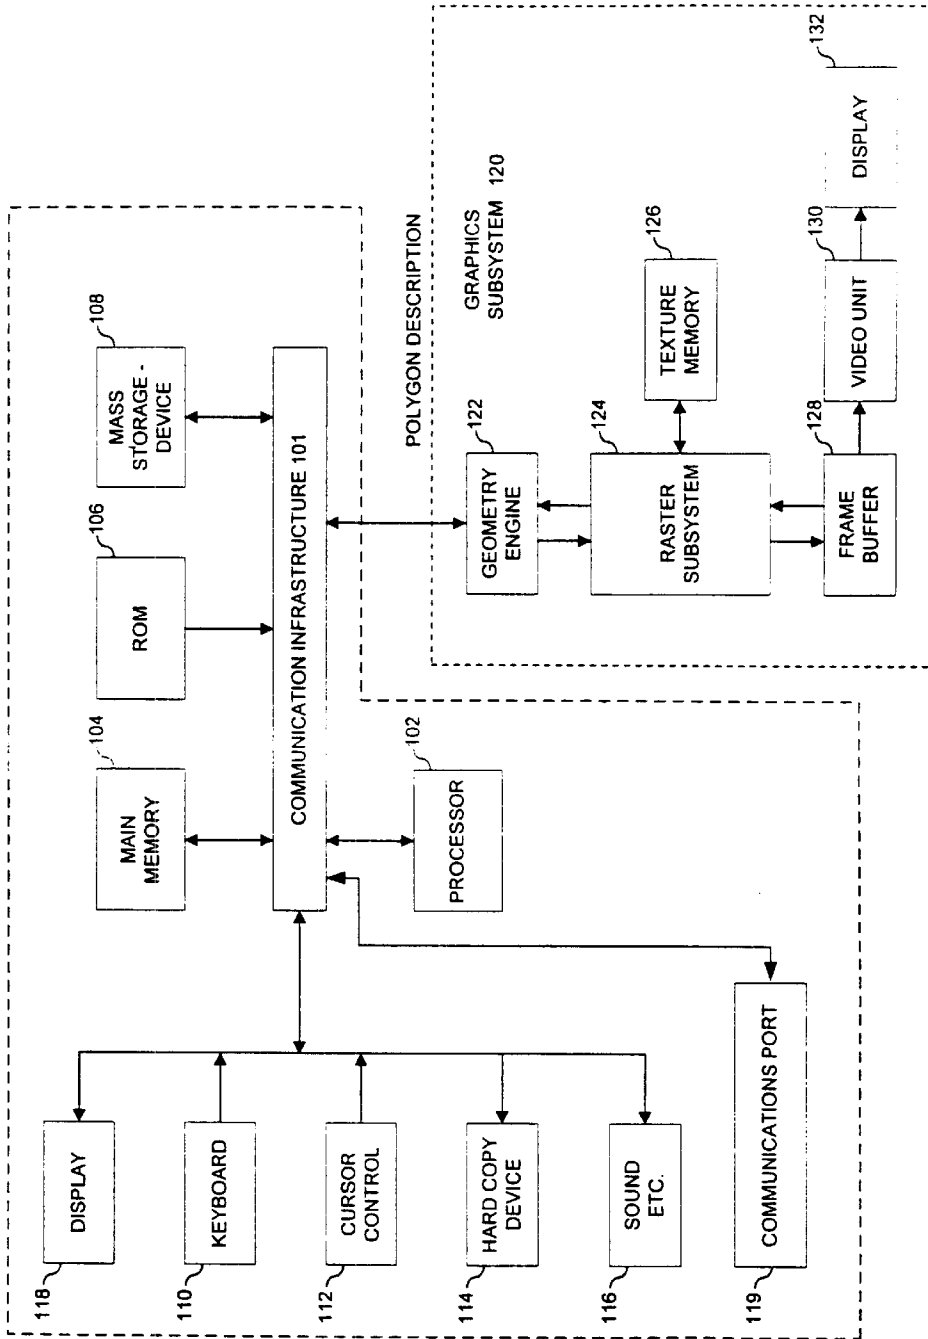 118
DISPLAY
110
KEYBOARD
112
CURSOR
CONTROL
114
HARD COPY
DEVICE
116
SOUND
ETC.
119
COMMUNICATIONS PORT
MAIN
MEMORY
104
ROM
106
MASS
STORAGE -
DEVICE
108
COMMUNICATION INFRASTRUCTURE 101
PROCESSOR
102
POLYGON DESCRIPTION
GRAPHICS
SUBSYSTEM 120
GEOMETRY
ENGINE
122
RASTER
SUBSYSTEM
124
TEXTURE
MEMORY
126
FRAME
BUFFER
128
VIDEO UNIT
130
DISPLAY
132